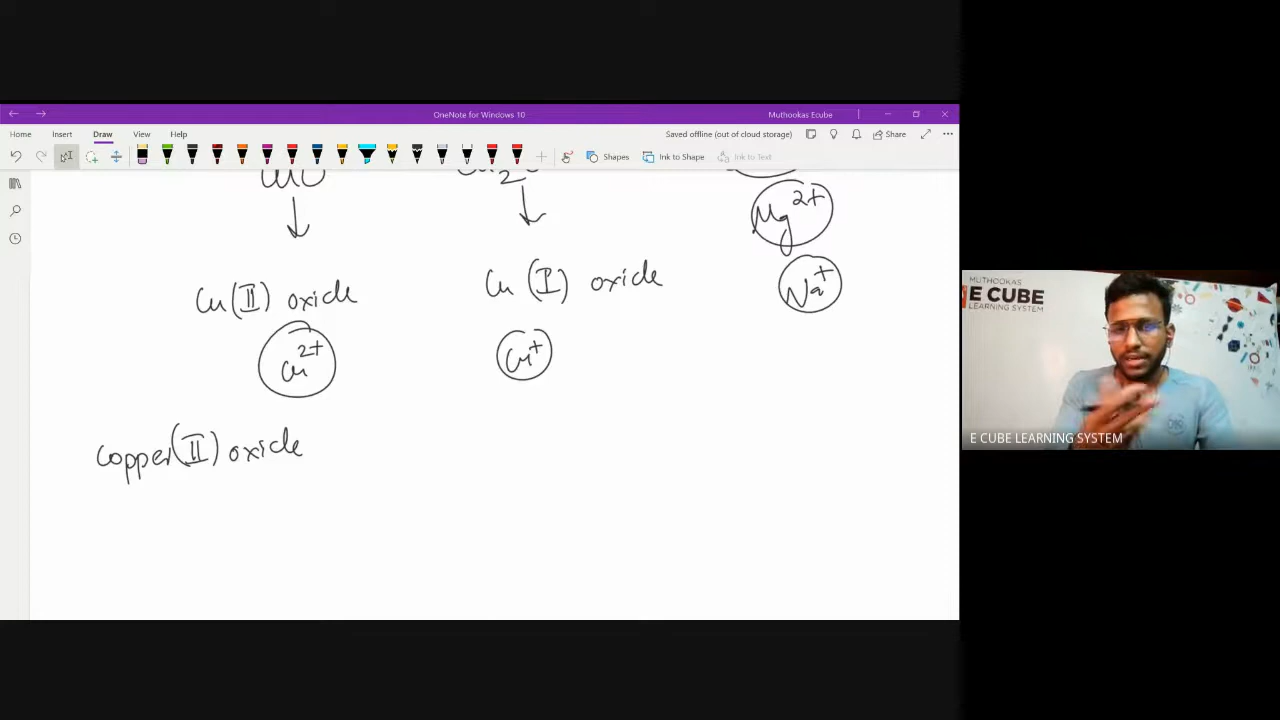 OneNote for Windows 10
Muthookas Ecube
Home Insert Draw View Help
Saved offline (out of cloud storage)
Share
Shapes
Ink to Shape
Ink to Text
CuO
Cu2O
Mg2+
Na+
Cu(II) oxide
Cu (I) oxide
Cu2+
Cu+
Copper(II) oxide
MUTHOOKAS
E CUBE
LEARNING SYSTEM
E CUBE LEARNING SYSTEM